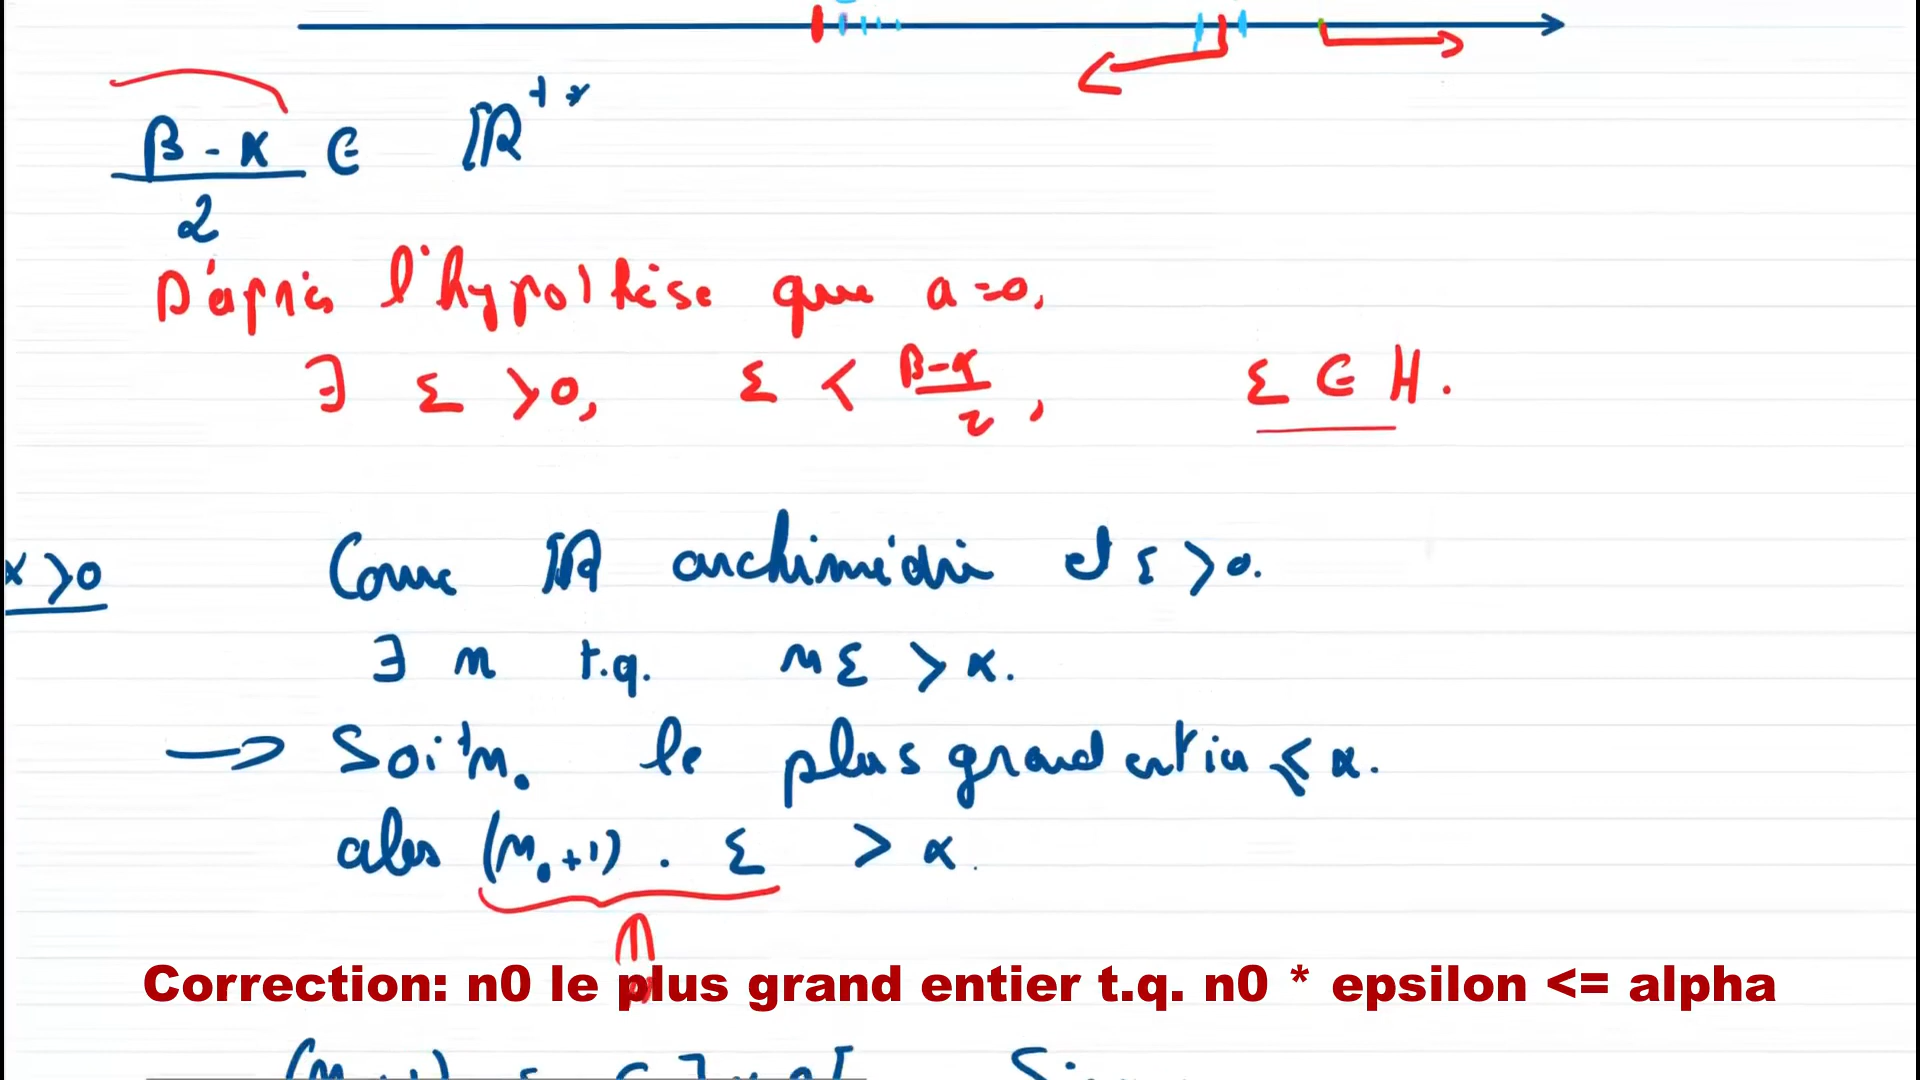 β - α / 2 ∈ ℝ⁺*
D'après l'hypothèse que a = 0,
∃ ε > 0, ε < β-α / 2, ε ∈ H.
α > 0 Comme ℝ archimédien et ε > 0.
∃ n t.q. n ε > α.
→ Soit n₀ le plus grand entier ⩽ α.
alors (n₀+1) . ε > α.
Correction: n0 le plus grand entier t.q. n0 * epsilon <= alpha